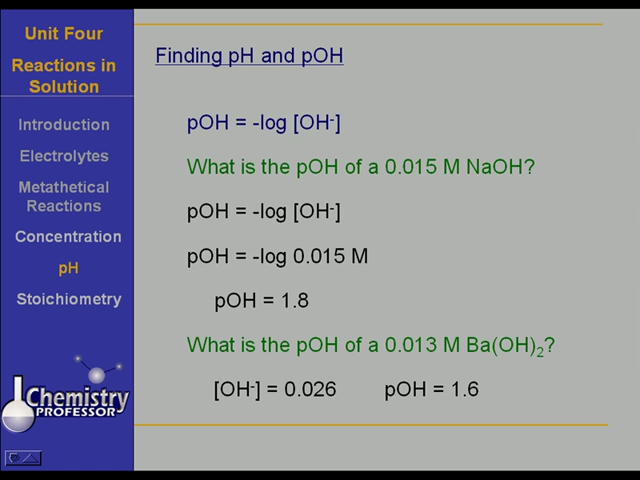 Unit Four
Reactions in
Solution
Introduction
Electrolytes
Metathetical
Reactions
Concentration
pH
Stoichiometry
Chemistry
PROFESSOR
Finding pH and pOH
pOH = -log [OH⁻]
What is the pOH of a 0.015 M NaOH?
pOH = -log [OH⁻]
pOH = -log 0.015 M
pOH = 1.8
What is the pOH of a 0.013 M Ba(OH)₂?
[OH⁻] = 0.026 pOH = 1.6